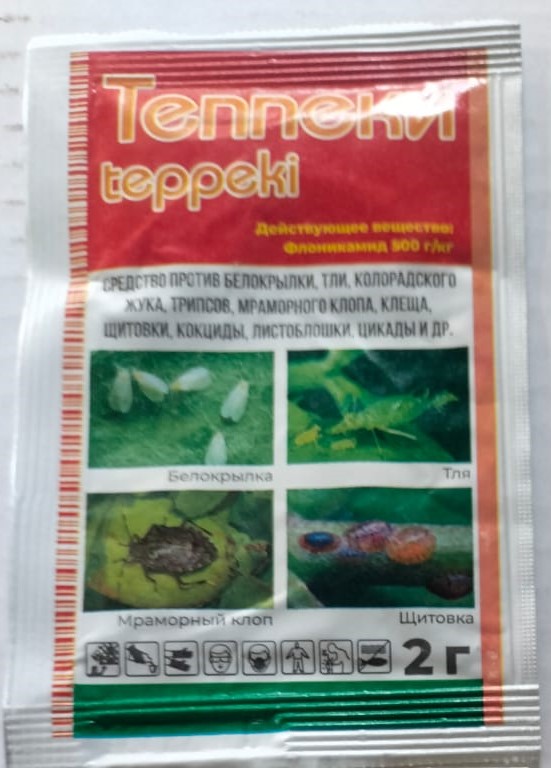 Теппеки
teppeki
Действующее вещество:
Флоникамид 500 г/кг
СРЕДСТВО ПРОТИВ БЕЛОКРЫЛКИ, ТЛИ, КОЛОРАДСКОГО
ЖУКА, ТРИПСОВ, МРАМОРНОГО КЛОПА, КЛЕЩА,
ЩИТОВКИ, КОКЦИДЫ, ЛИСТОБЛОШКИ, ЦИКАДЫ И ДР.
Белокрылка
Тля
Мраморный клоп
Щитовка
2 г